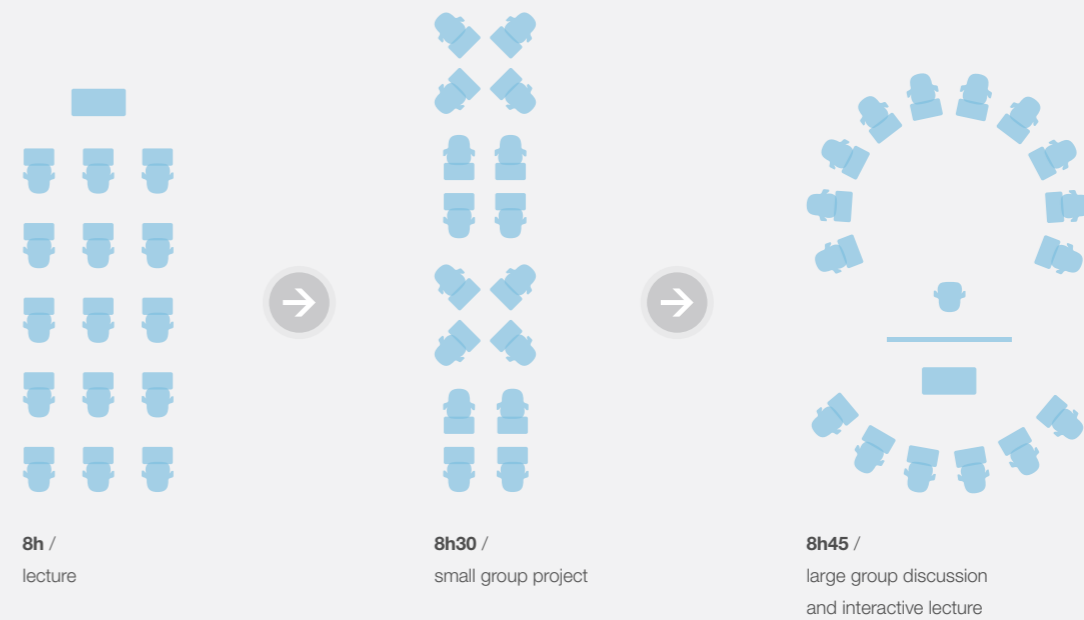 8h /
lecture
8h30 /
small group project
8h45 /
large group discussion
and interactive lecture